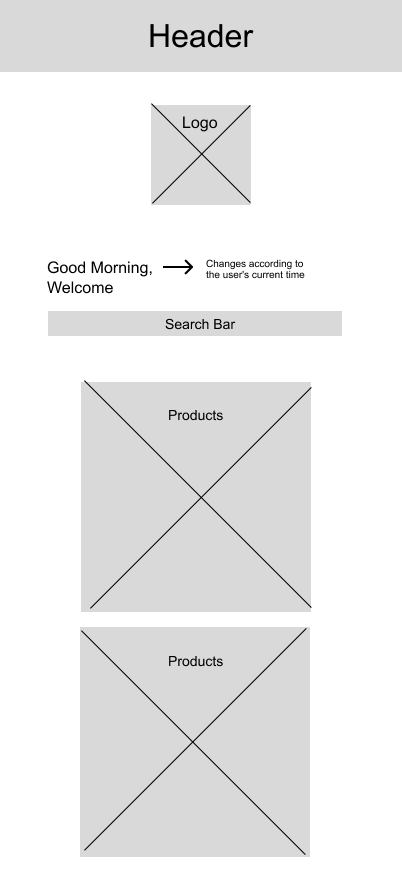 Header
Logo
Good Morning,
Welcome
Changes according to
the user's current time
Search Bar
Products
Products